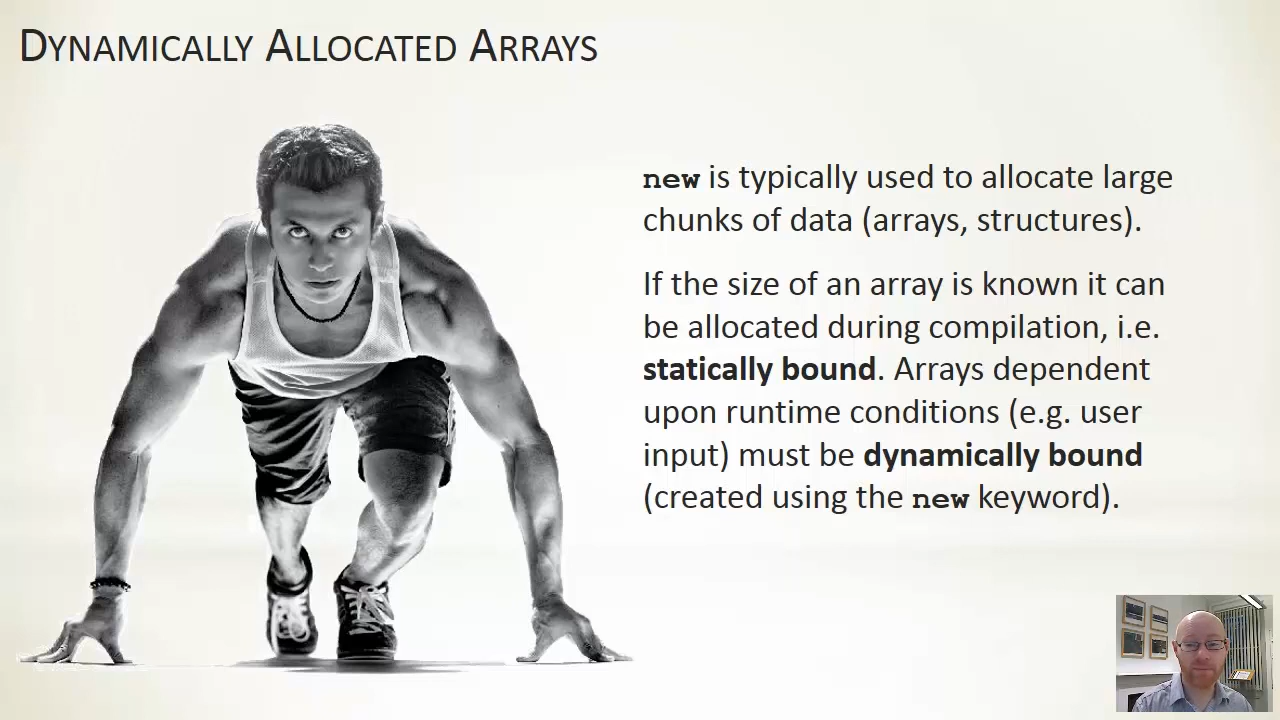 DYNAMICALLY ALLOCATED ARRAYS
new is typically used to allocate large
chunks of data (arrays, structures).
If the size of an array is known it can
be allocated during compilation, i.e.
statically bound. Arrays dependent
upon runtime conditions (e.g. user
input) must be dynamically bound
(created using the new keyword).